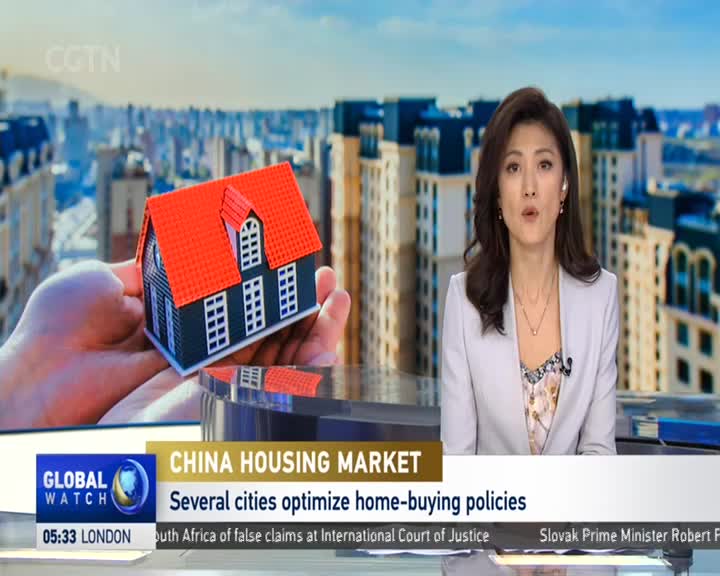 CGTN
CHINA HOUSING MARKET
GLOBAL
WATCH
Several cities optimize home-buying policies
05:33 LONDON
outh Africa of false claims at International Court of Justice Slovak Prime Minister Robert F